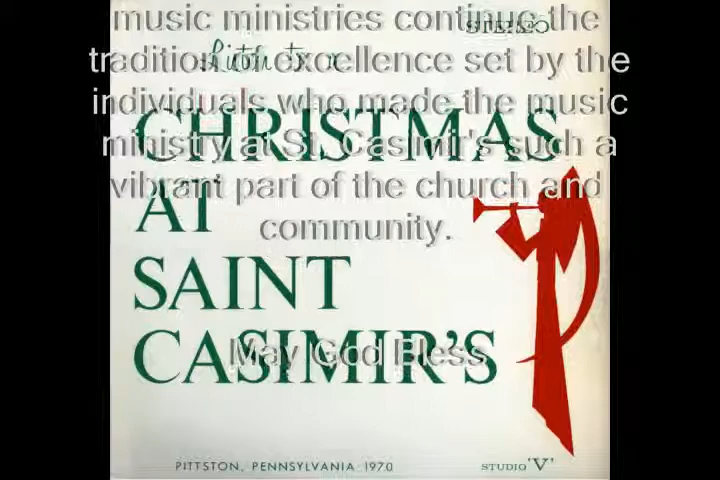 music ministries continue the
STEREO
tradition of excellence set by the
Listen to a
individuals who made the music
CHRISTMAS
ministry at St. Casimir's such a
vibrant part of the church and
AT
community.
SAINT
May God Bless
CASIMIR'S
PITTSTON, PENNSYLVANIA 1970
STUDIO 'V'